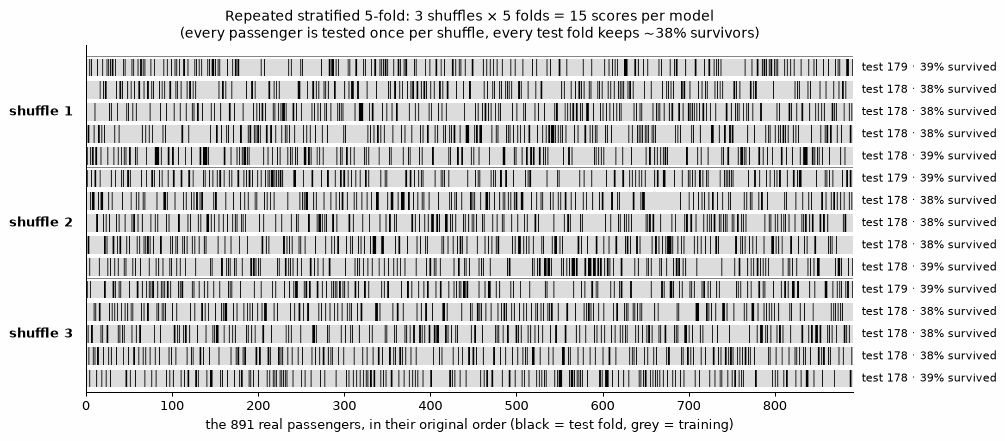 Repeated stratified 5-fold: 3 shuffles × 5 folds = 15 scores per model
(every passenger is tested once per shuffle, every test fold keeps ~38% survivors)
test 179 · 39% survived
test 178 · 38% survived
shuffle 1 test 178 · 38% survived
test 178 · 38% survived
test 178 · 39% survived
test 179 · 39% survived
test 178 · 38% survived
shuffle 2 test 178 · 38% survived
test 178 · 38% survived
test 178 · 39% survived
test 179 · 39% survived
test 178 · 38% survived
shuffle 3 test 178 · 38% survived
test 178 · 38% survived
test 178 · 39% survived
0 100 200 300 400 500 600 700 800
the 891 real passengers, in their original order (black = test fold, grey = training)